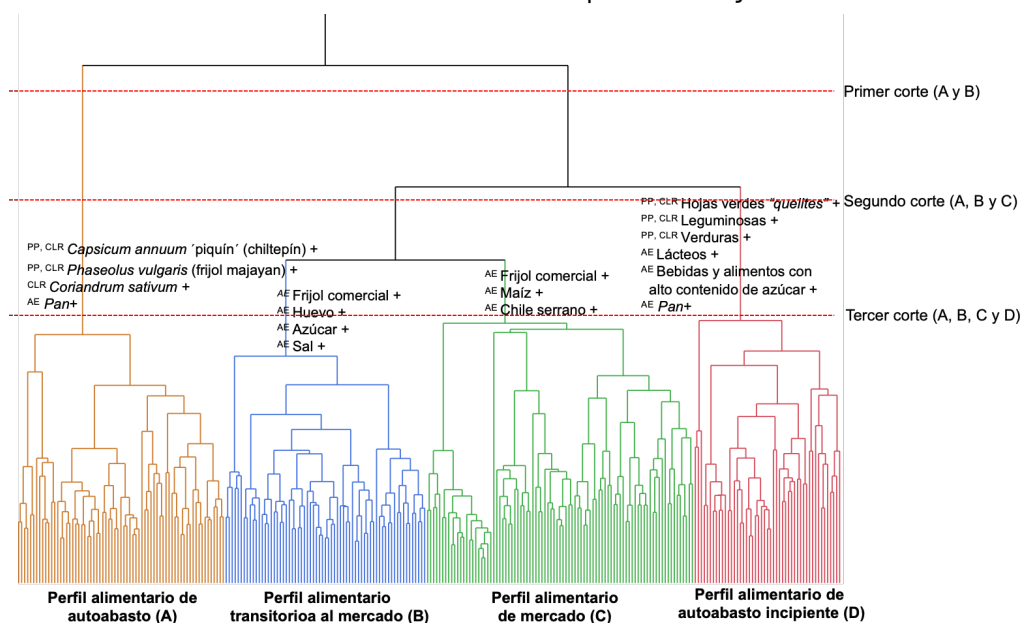 Primer corte (A y B)
Segundo corte (A, B y C)
PP, CLR Hojas verdes "quelites" +
PP, CLR Leguminosas +
PP, CLR Verduras +
AE Lácteos +
AE Bebidas y alimentos con
alto contenido de azúcar +
AE Pan+
PP, CLR Capsicum annuum ´piquín´ (chiltepín) +
PP, CLR Phaseolus vulgaris (frijol majayan) +
CLR Coriandrum sativum +
AE Pan+
AE Frijol comercial +
AE Huevo +
AE Azúcar +
AE Sal +
AE Frijol comercial +
AE Maíz +
AE Chile serrano +
Tercer corte (A, B, C y D)
Perfil alimentario de
autoabasto (A)
Perfil alimentario
transitorioa al mercado (B)
Perfil alimentario
de mercado (C)
Perfil alimentario de
autoabasto incipiente (D)